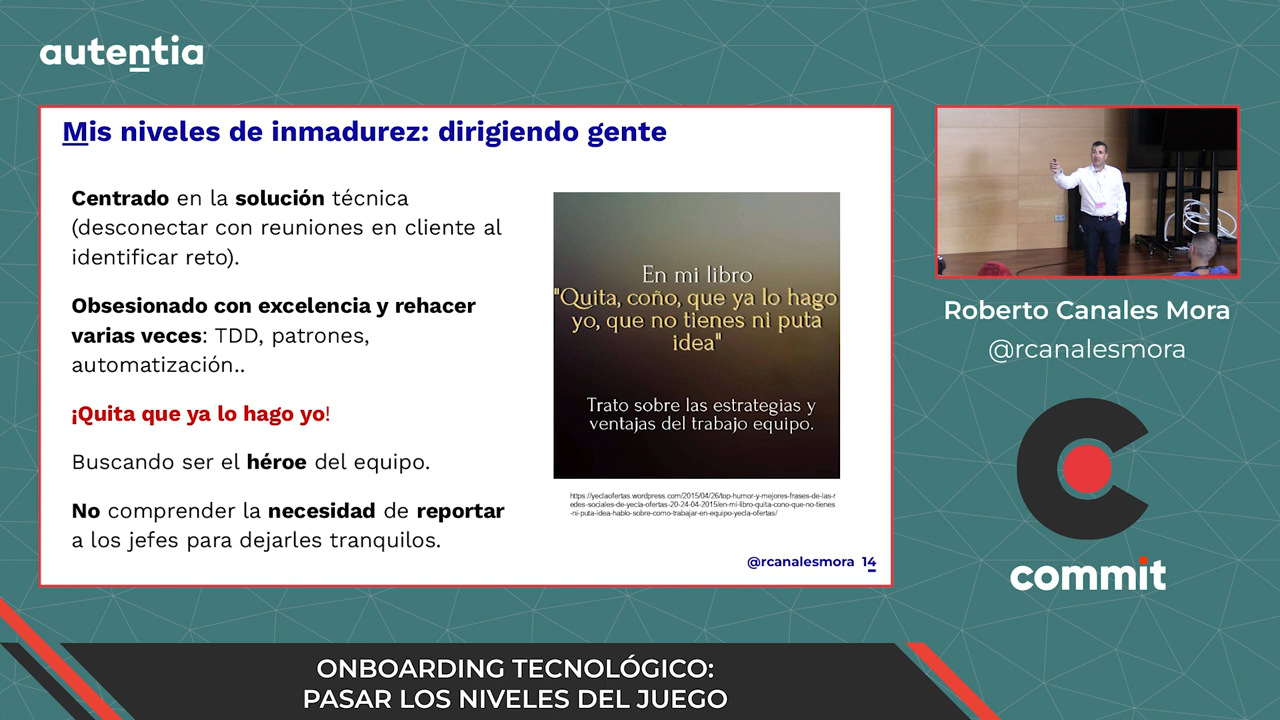 autentia
Mis niveles de inmadurez: dirigiendo gente
Centrado en la solución técnica
(desconectar con reuniones en cliente al
identificar reto).
Obsesionado con excelencia y rehacer
varias veces: TDD, patrones,
automatización..
¡Quita que ya lo hago yo!
Buscando ser el héroe del equipo.
No comprender la necesidad de reportar
a los jefes para dejarles tranquilos.
En mi libro
"Quita, coño, que ya lo hago
yo, que no tienes ni puta
idea"
Trato sobre las estrategias y
ventajas del trabajo equipo.
https://yeclaofertas.wordpress.com/2015/04/26/top-humor-y-mejores-frases-de-las-r
edes-sociales-de-yecla-ofertas-20-24-04-2015/en-mi-libro-quita-cono-que-no-tienes
-ni-puta-idea-hablo-sobre-como-trabajar-en-equipo-yecla-ofertas/
@rcanalesmora 14
Roberto Canales Mora
@rcanalesmora
commit
ONBOARDING TECNOLÓGICO:
PASAR LOS NIVELES DEL JUEGO